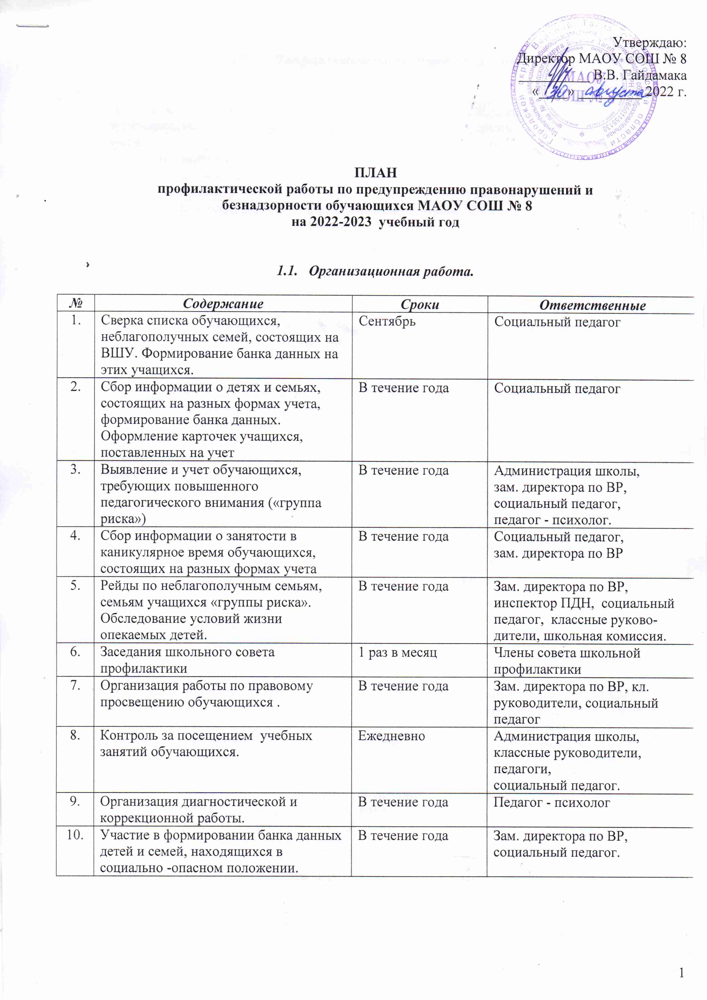 Утверждаю:
Директор МАОУ СОШ № 8
В.В. Гайдамака
«30» августа 2022 г.
МАОУ
СОШ № 8
ПЛАН
профилактической работы по предупреждению правонарушений и
безнадзорности обучающихся МАОУ СОШ № 8
на 2022-2023 учебный год
1.1. Организационная работа.
№ Содержание Сроки Ответственные
1. Сверка списка обучающихся, Сентябрь Социальный педагог
неблагополучных семей, состоящих на
ВШУ. Формирование банка данных на
этих учащихся.
2. Сбор информации о детях и семьях, В течение года Социальный педагог
состоящих на разных формах учета,
формирование банка данных.
Оформление карточек учащихся,
поставленных на учет
3. Выявление и учет обучающихся, В течение года Администрация школы,
требующих повышенного зам. директора по ВР,
педагогического внимания («группа социальный педагог,
риска») педагог - психолог.
4. Сбор информации о занятости в В течение года Социальный педагог,
каникулярное время обучающихся, зам. директора по ВР
состоящих на разных формах учета
5. Рейды по неблагополучным семьям, В течение года Зам. директора по ВР,
семьям учащихся «группы риска». инспектор ПДН, социальный
Обследование условий жизни педагог, классные руково-
опекаемых детей. дители, школьная комиссия.
6. Заседания школьного совета 1 раз в месяц Члены совета школьной
профилактики профилактики
7. Организация работы по правовому В течение года Зам. директора по ВР, кл.
просвещению обучающихся . руководители, социальный
педагог
8. Контроль за посещением учебных Ежедневно Администрация школы,
занятий обучающихся. классные руководители,
педагоги,
социальный педагог.
9. Организация диагностической и В течение года Педагог - психолог
коррекционной работы.
10. Участие в формировании банка данных В течение года Зам. директора по ВР,
детей и семей, находящихся в социальный педагог.
социально -опасном положении.
1